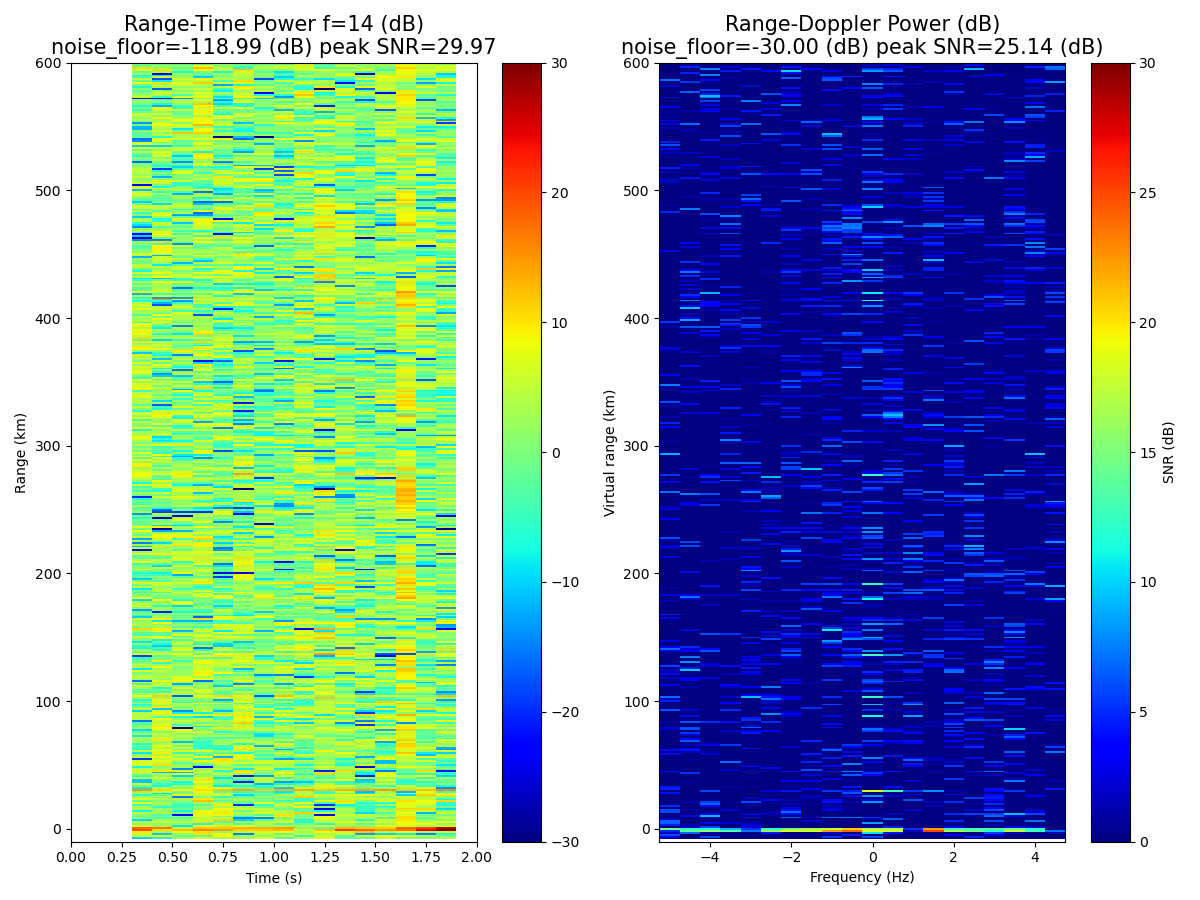 Range-Time Power f=14 (dB)
noise_floor=-118.99 (dB) peak SNR=29.97
600
500
400
300
200
100
0
Range (km)
0.00 0.25 0.50 0.75 1.00 1.25 1.50 1.75 2.00
Time (s)
30
20
10
0
−10
−20
−30
Range-Doppler Power (dB)
noise_floor=-30.00 (dB) peak SNR=25.14 (dB)
600
500
400
300
200
100
0
Virtual range (km)
−4 −2 0 2 4
Frequency (Hz)
30
25
20
15
10
5
0
SNR (dB)